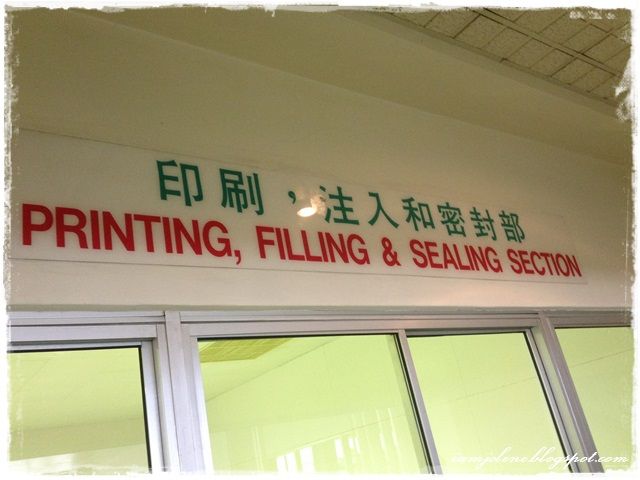 印刷，注入和密封部
PRINTING, FILLING & SEALING SECTION
iamjolene.blogspot.com